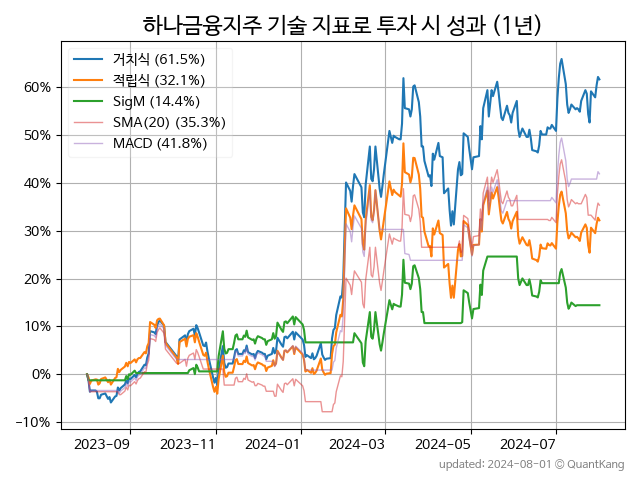 하나금융지주 기술 지표로 투자 시 성과 (1년)
거치식 (61.5%)
적립식 (32.1%)
SigM (14.4%)
SMA(20) (35.3%)
MACD (41.8%)
60%
50%
40%
30%
20%
10%
0%
−10%
2023-09 2023-11 2024-01 2024-03 2024-05 2024-07
updated: 2024-08-01 © QuantKang